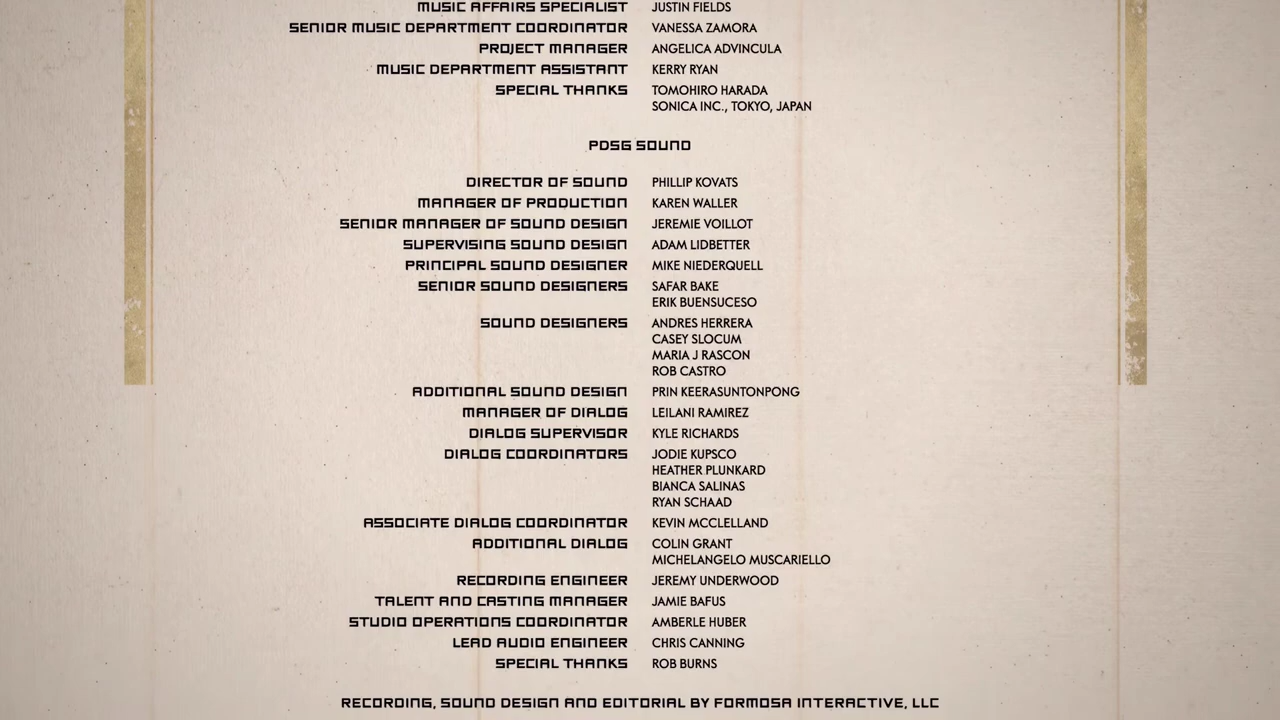 MUSIC AFFAIRS SPECIALIST JUSTIN FIELDS
SENIOR MUSIC DEPARTMENT COORDINATOR VANESSA ZAMORA
PROJECT MANAGER ANGELICA ADVINCULA
MUSIC DEPARTMENT ASSISTANT KERRY RYAN
SPECIAL THANKS TOMOHIRO HARADA
SONICA INC., TOKYO, JAPAN
PDSG SOUND
DIRECTOR OF SOUND PHILLIP KOVATS
MANAGER OF PRODUCTION KAREN WALLER
SENIOR MANAGER OF SOUND DESIGN JEREMIE VOILLOT
SUPERVISING SOUND DESIGN ADAM LIDBETTER
PRINCIPAL SOUND DESIGNER MIKE NIEDERQUELL
SENIOR SOUND DESIGNERS SAFAR BAKE
ERIK BUENSUCESO
SOUND DESIGNERS ANDRES HERRERA
CASEY SLOCUM
MARIA J RASCON
ROB CASTRO
ADDITIONAL SOUND DESIGN PRIN KEERASUNTONPONG
MANAGER OF DIALOG LEILANI RAMIREZ
DIALOG SUPERVISOR KYLE RICHARDS
DIALOG COORDINATORS JODIE KUPSCO
HEATHER PLUNKARD
BIANCA SALINAS
RYAN SCHAAD
ASSOCIATE DIALOG COORDINATOR KEVIN MCCLELLAND
ADDITIONAL DIALOG COLIN GRANT
MICHELANGELO MUSCARIELLO
RECORDING ENGINEER JEREMY UNDERWOOD
TALENT AND CASTING MANAGER JAMIE BAFUS
STUDIO OPERATIONS COORDINATOR AMBERLE HUBER
LEAD AUDIO ENGINEER CHRIS CANNING
SPECIAL THANKS ROB BURNS
RECORDING, SOUND DESIGN AND EDITORIAL BY FORMOSA INTERACTIVE, LLC